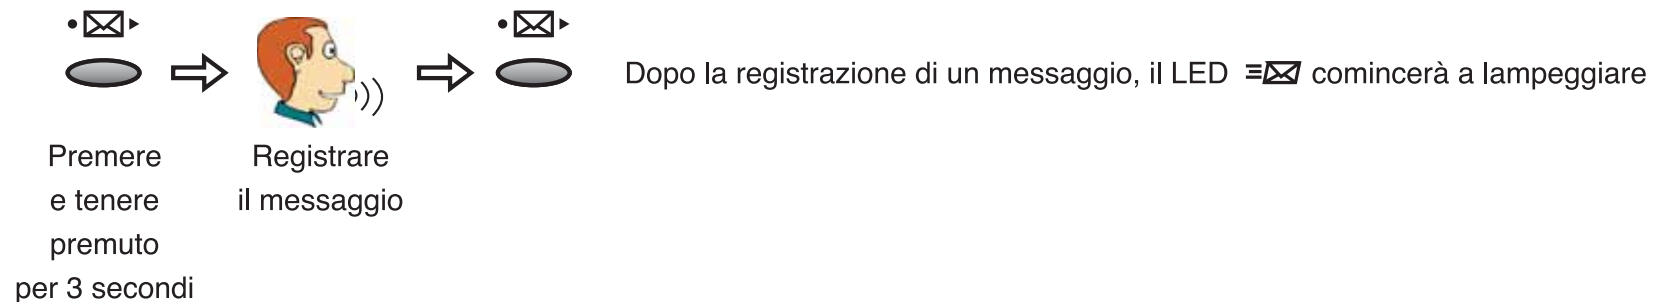 Dopo la registrazione di un messaggio, il LED comincerà a lampeggiare
Premere
e tenere
premuto
per 3 secondi
Registrare
il messaggio